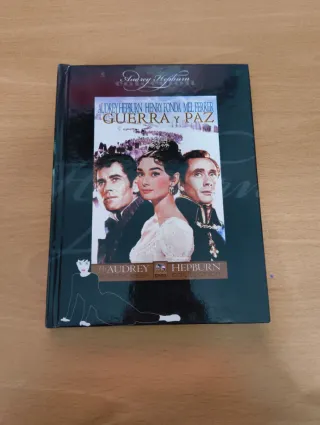 Audrey Hepburn
AUDREY HEPBURN HENRY FONDA MEL FERRER
GUERRA Y PAZ
AUDREY HEPBURN